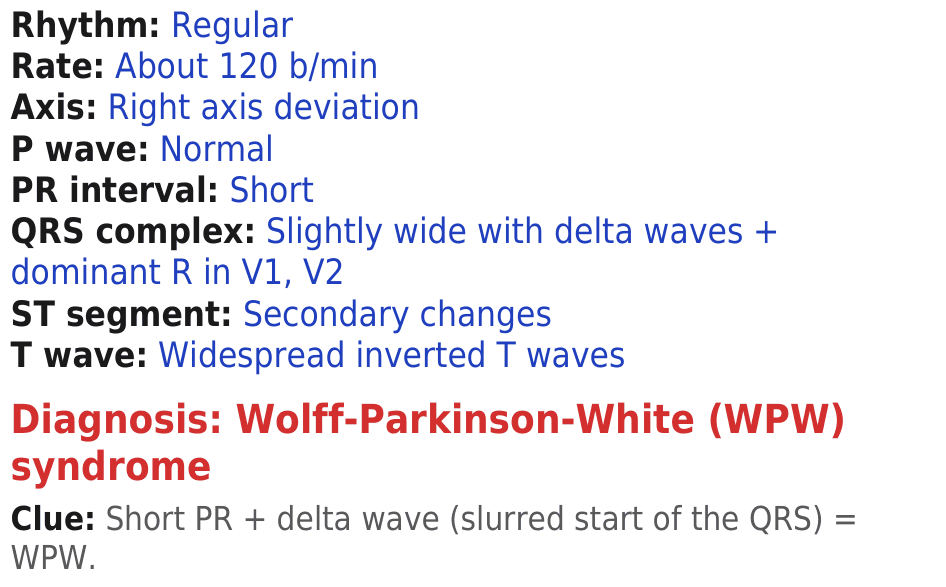 Rhythm: Regular
Rate: About 120 b/min
Axis: Right axis deviation
P wave: Normal
PR interval: Short
QRS complex: Slightly wide with delta waves +
dominant R in V1, V2
ST segment: Secondary changes
T wave: Widespread inverted T waves
Diagnosis: Wolff-Parkinson-White (WPW)
syndrome
Clue: Short PR + delta wave (slurred start of the QRS) =
WPW.